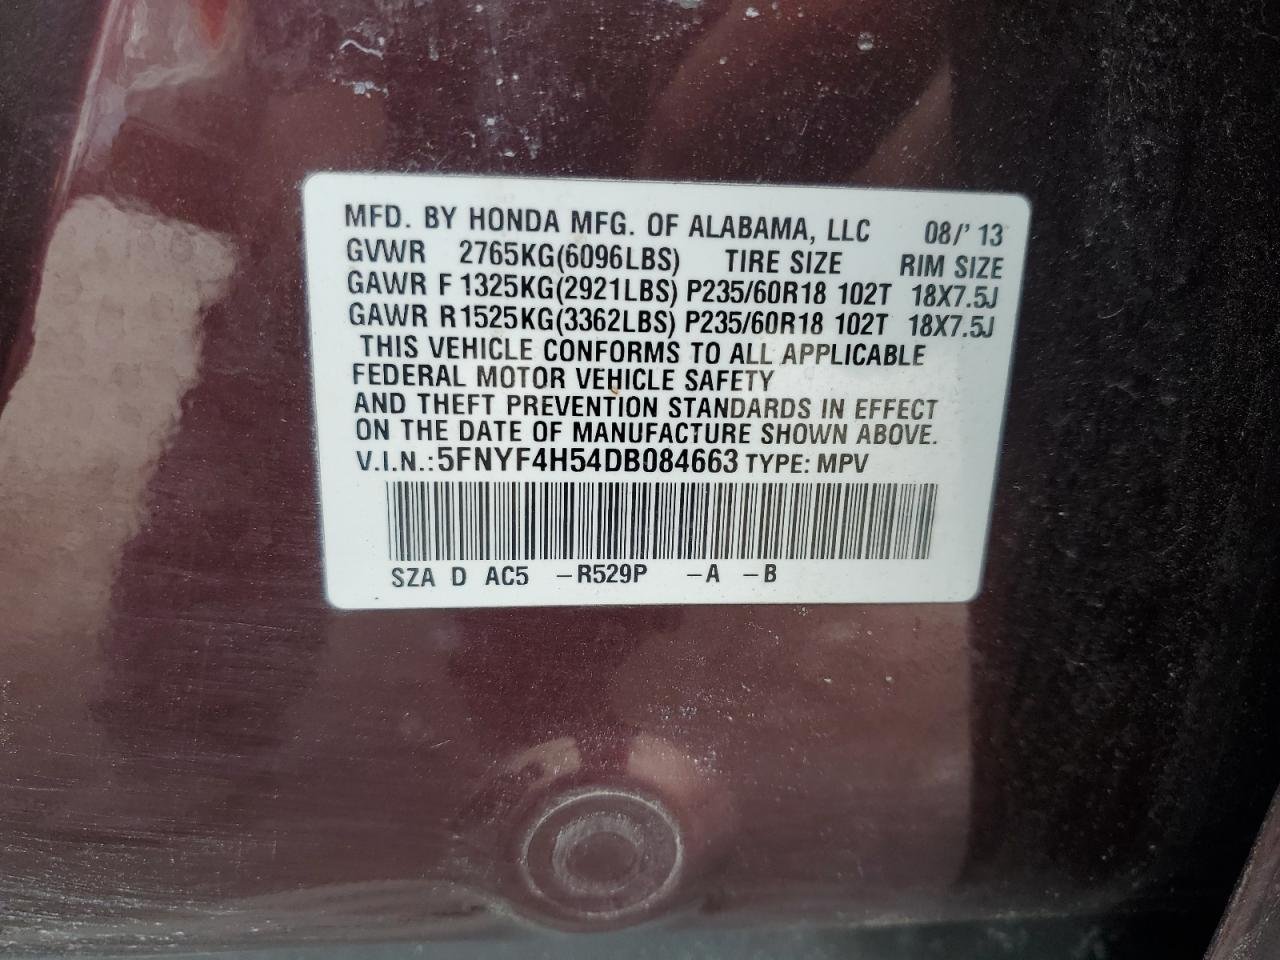 MFD. BY HONDA MFG. OF ALABAMA, LLC 08/' 13
GVWR 2765KG(6096LBS) TIRE SIZE RIM SIZE
GAWR F 1325KG(2921LBS) P235/60R18 102T 18X7.5J
GAWR R1525KG(3362LBS) P235/60R18 102T 18X7.5J
THIS VEHICLE CONFORMS TO ALL APPLICABLE
FEDERAL MOTOR VEHICLE SAFETY
AND THEFT PREVENTION STANDARDS IN EFFECT
ON THE DATE OF MANUFACTURE SHOWN ABOVE.
V.I.N.:5FNYF4H54DB084663 TYPE: MPV
SZA D AC5 -R529P -A -B